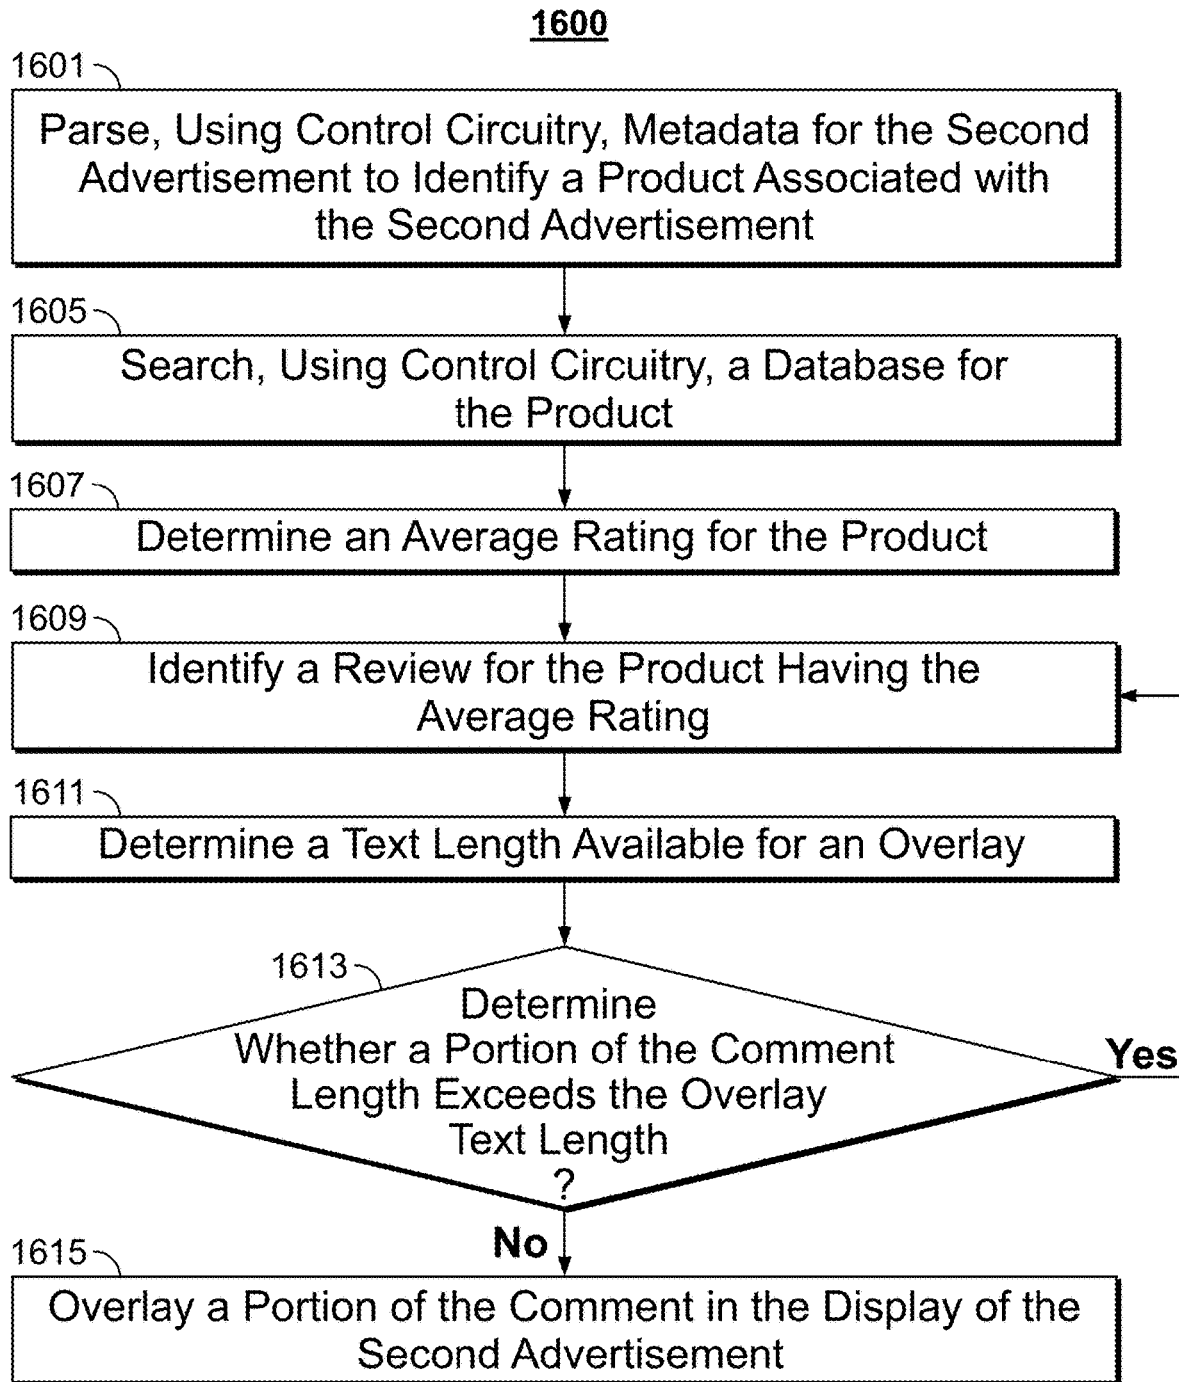 1600
1601
Parse, Using Control Circuitry, Metadata for the Second
Advertisement to Identify a Product Associated with
the Second Advertisement
1605
Search, Using Control Circuitry, a Database for
the Product
1607
Determine an Average Rating for the Product
1609
Identify a Review for the Product Having the
Average Rating
1611
Determine a Text Length Available for an Overlay
1613
Determine
Whether a Portion of the Comment
Length Exceeds the Overlay
Text Length
?
Yes
No
1615
Overlay a Portion of the Comment in the Display of the
Second Advertisement